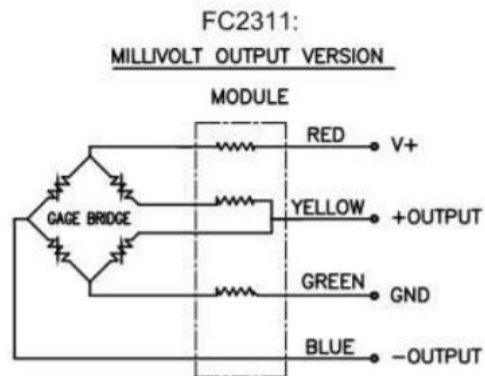 FC2311:
MILLIVOLT OUTPUT VERSION
MODULE
RED
V+
GAGE BRIDGE
YELLOW
+OUTPUT
GREEN
GND
BLUE
-OUTPUT